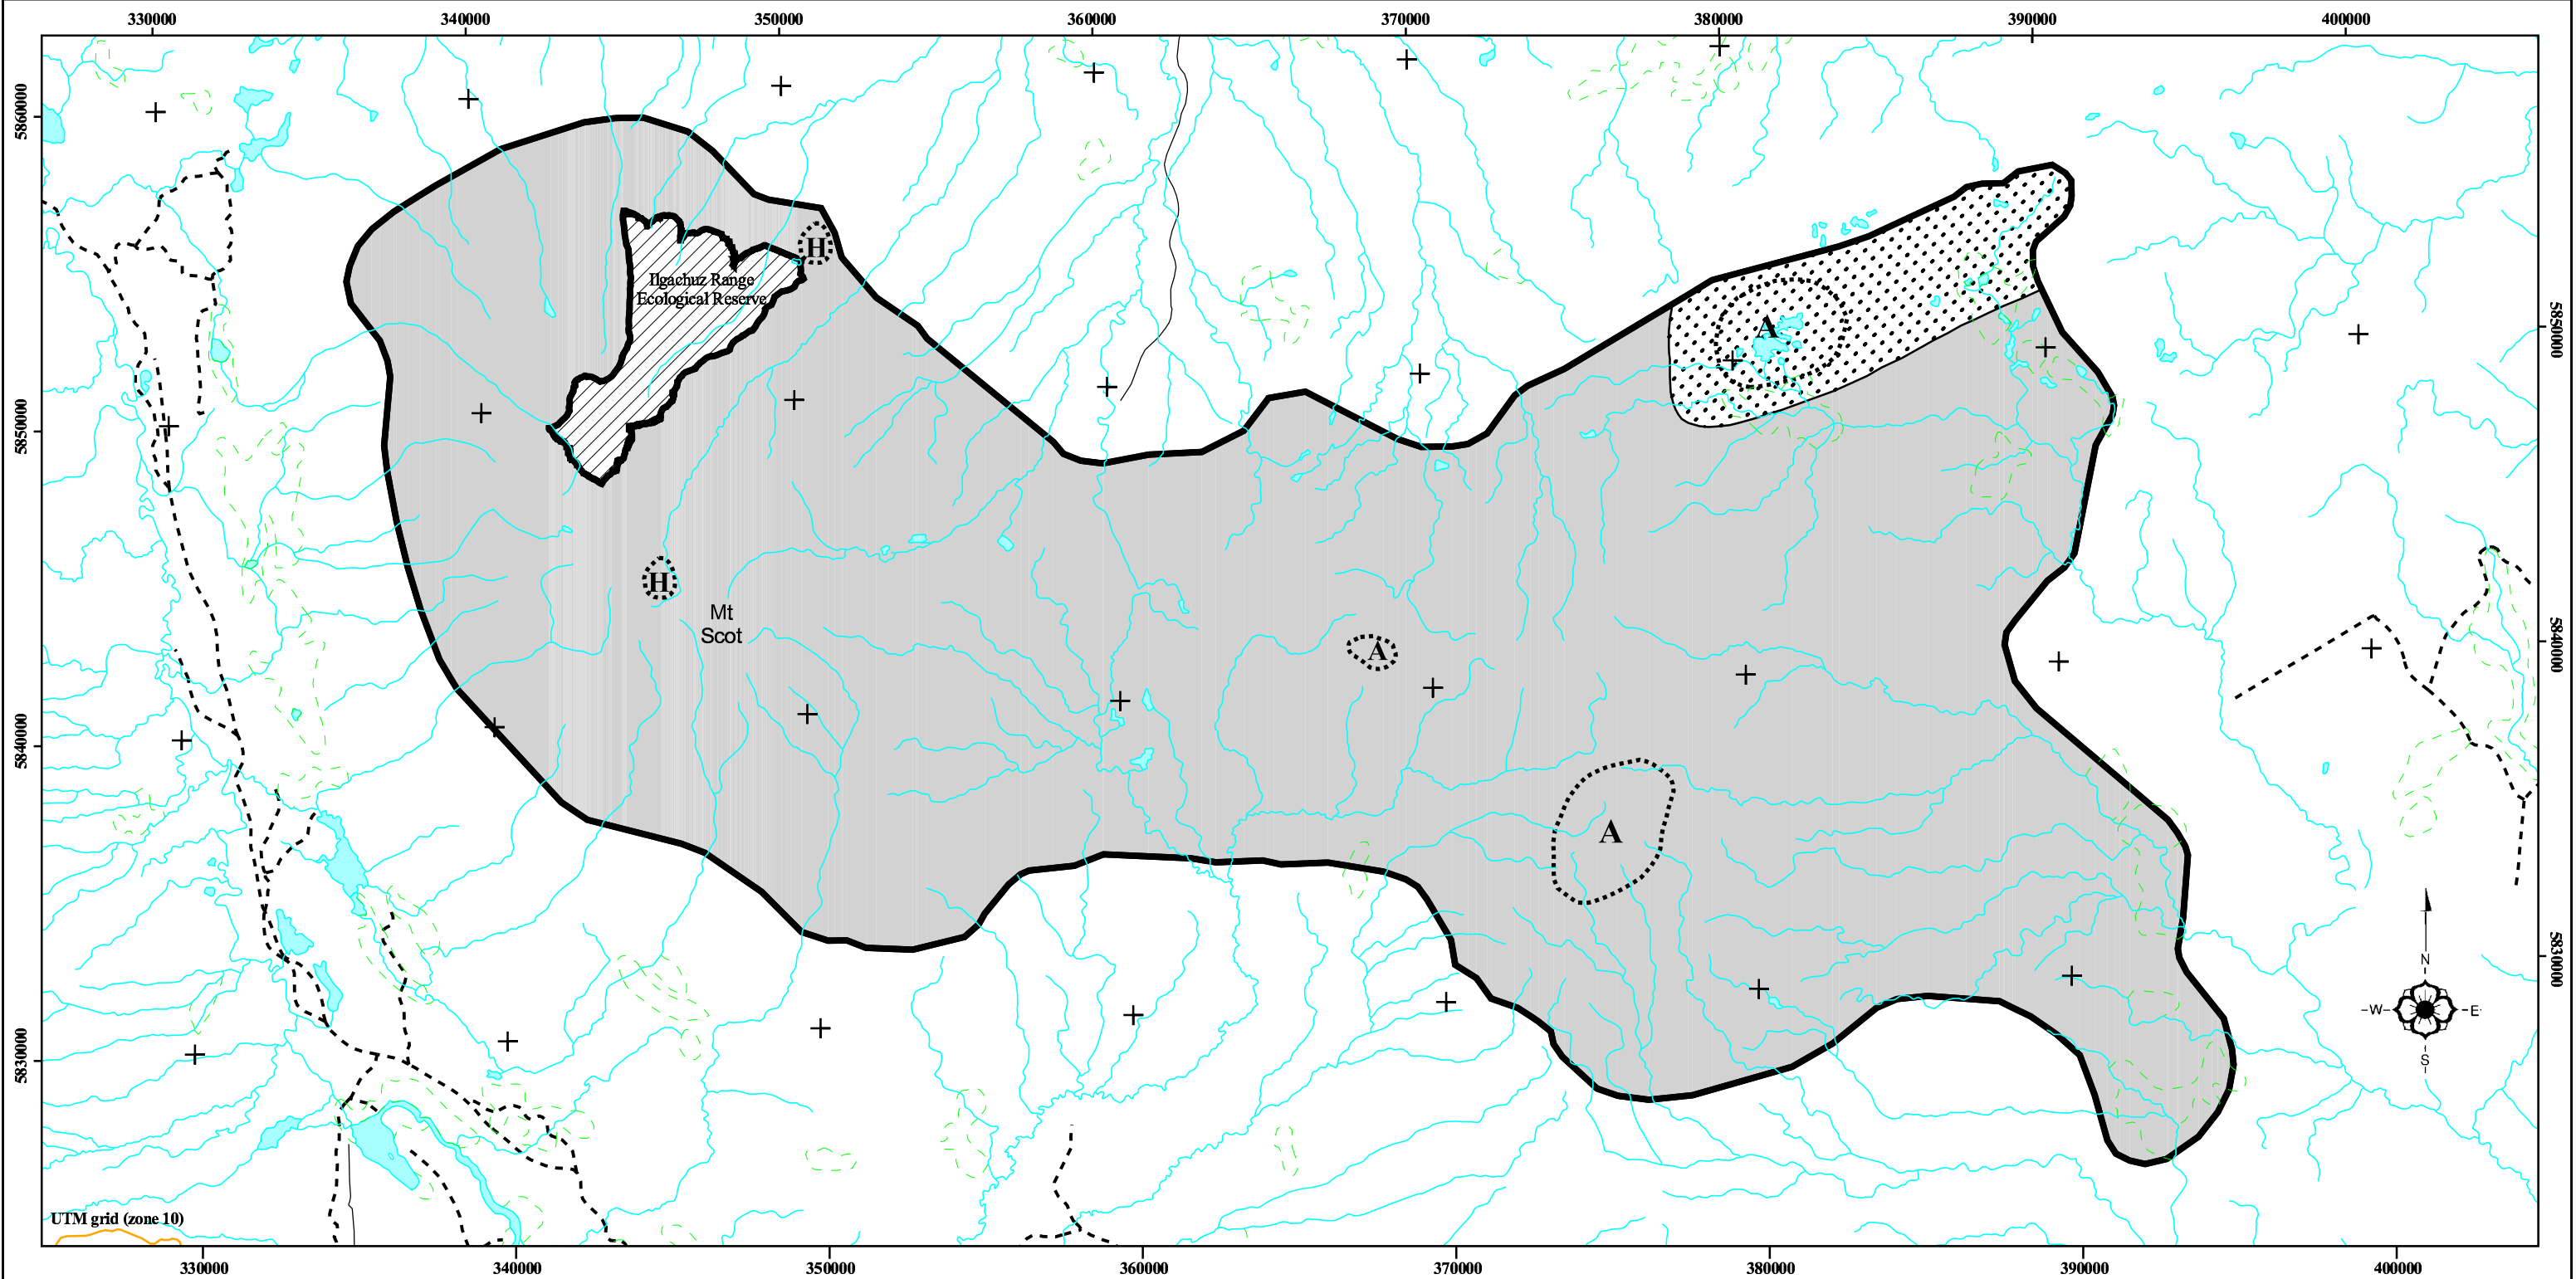 330000 340000 350000 360000 370000 380000 390000 400000
5860000
H
Ilgachuz Range
Ecological Reserve
A
5850000
5850000
H
Mt
Scot
A
5840000
5840000
A
5830000
N
W E
S
5830000
UTM grid (zone 10)
330000 340000 350000 360000 370000 380000 390000 400000